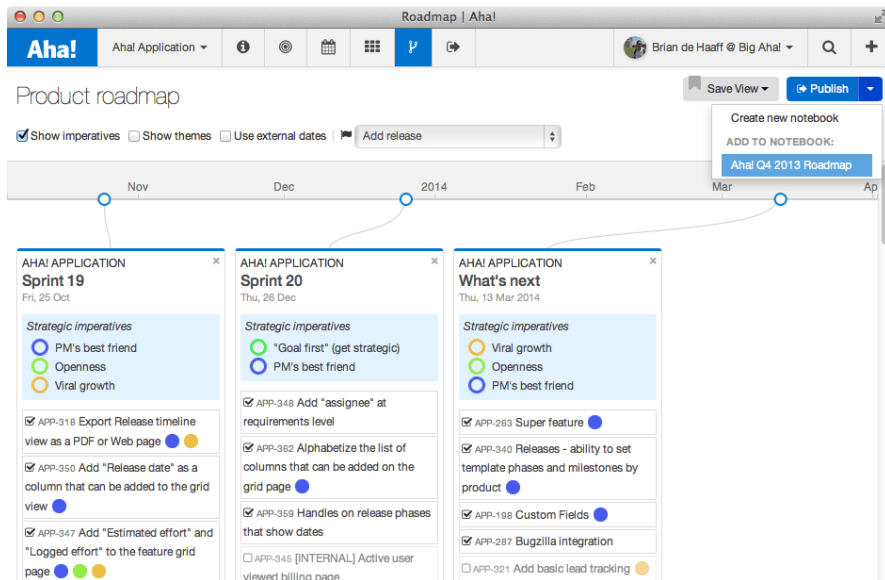 Roadmap | Aha!
Aha!
Aha! Application
Brian de Haaff @ Big Aha!
Product roadmap
Save View
Publish
Create new notebook
ADD TO NOTEBOOK:
Aha! Q4 2013 Roadmap
Show imperatives
Show themes
Use external dates
Add release
Nov
Dec
2014
Feb
Mar
Ap
AHA! APPLICATION
Sprint 19
Fri, 25 Oct
Strategic imperatives
PM's best friend
Openness
Viral growth
APP-318 Export Release timeline
view as a PDF or Web page
APP-350 Add "Release date" as a
column that can be added to the grid
view
APP-347 Add "Estimated effort" and
"Logged effort" to the feature grid
page
AHA! APPLICATION
Sprint 20
Thu, 26 Dec
Strategic imperatives
"Goal first" (get strategic)
PM's best friend
APP-348 Add "assignee" at
requirements level
APP-362 Alphabetize the list of
columns that can be added on the
grid page
APP-359 Handles on release phases
that show dates
APP-345 [INTERNAL] Active user
viewed billing page
AHA! APPLICATION
What's next
Thu, 13 Mar 2014
Strategic imperatives
Viral growth
Openness
PM's best friend
APP-263 Super feature
APP-340 Releases - ability to set
template phases and milestones by
product
APP-198 Custom Fields
APP-287 Bugzilla integration
APP-321 Add basic lead tracking